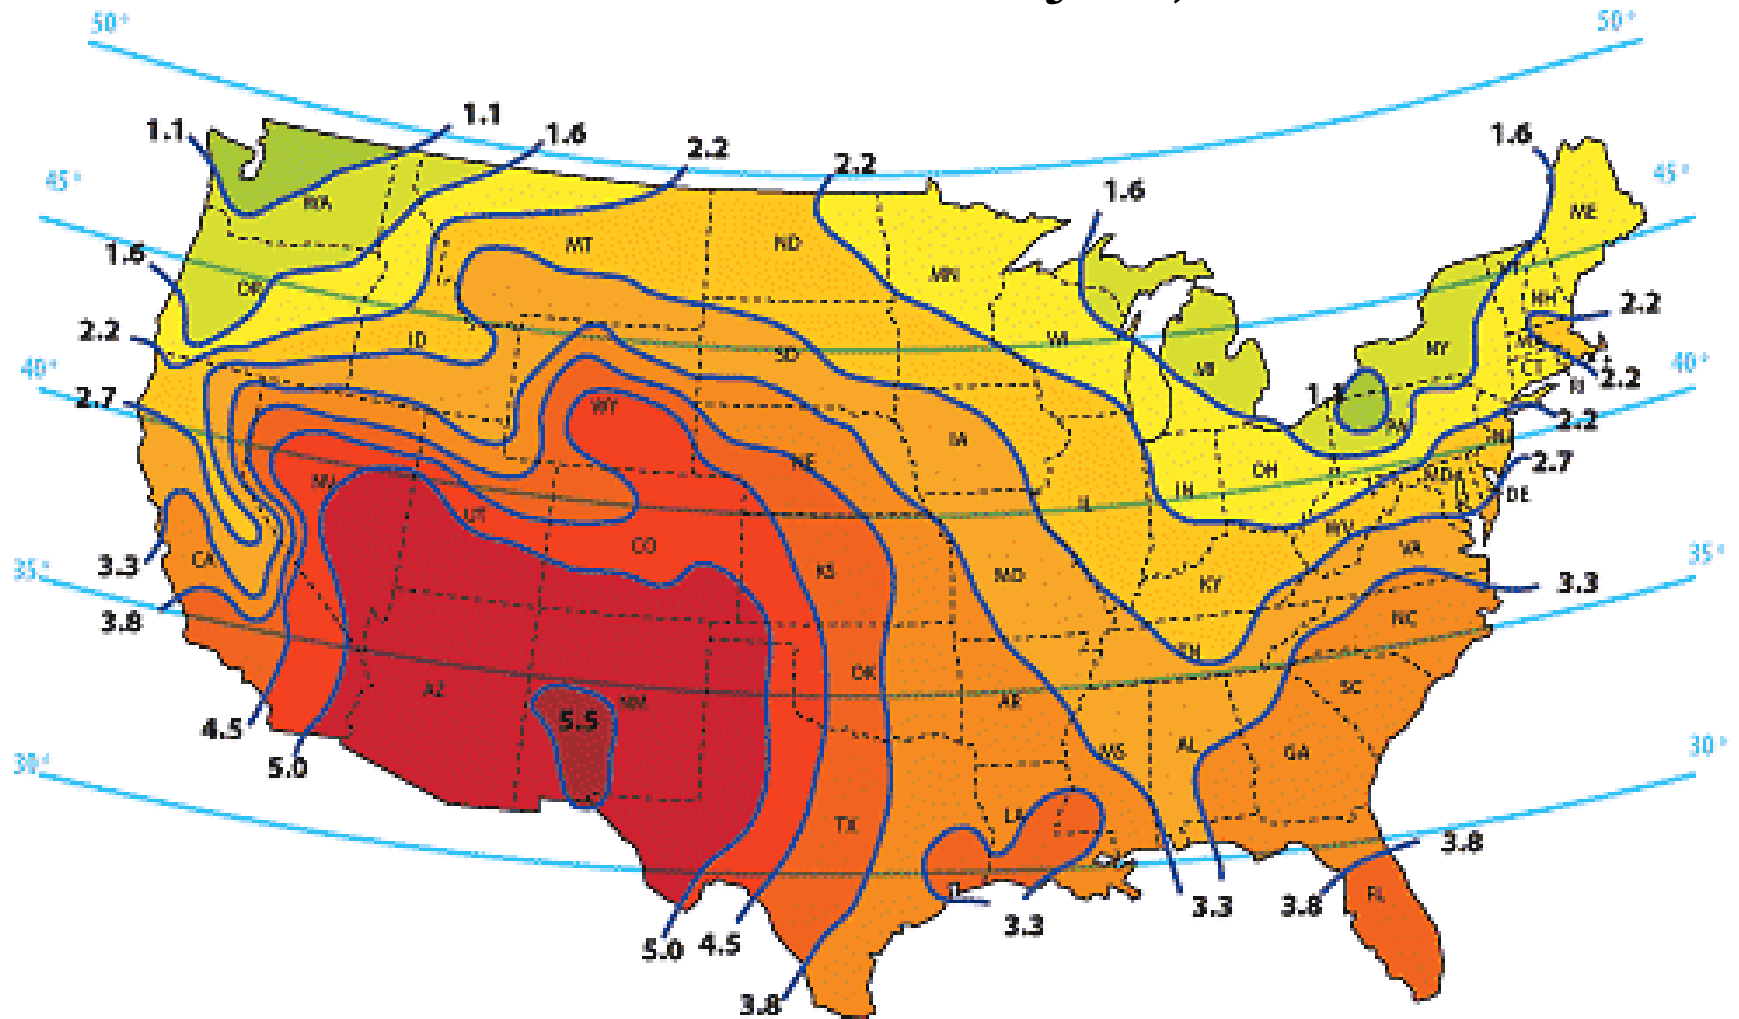 50° 50°
1.1 1.1 1.6 2.2 2.2 1.6 1.6
45° 45°
WA MT ND MN ME
1.6 OR NH 2.2
2.2 ID SD WI MI NY
40° CT RI 2.2 40°
2.7 WY 1.1 PA 2.2
IA NE OH 2.7
NV UT IL IN MD DE
3.3 CA CO KS MO KY WV VA
35° 35°
3.8 3.3
NC
TN
AZ NM OK AR SC
4.5 5.5 MS AL GA
5.0 30°
30°
TX LA 3.8
FL
5.0 4.5 3.3 3.3 3.8
3.8